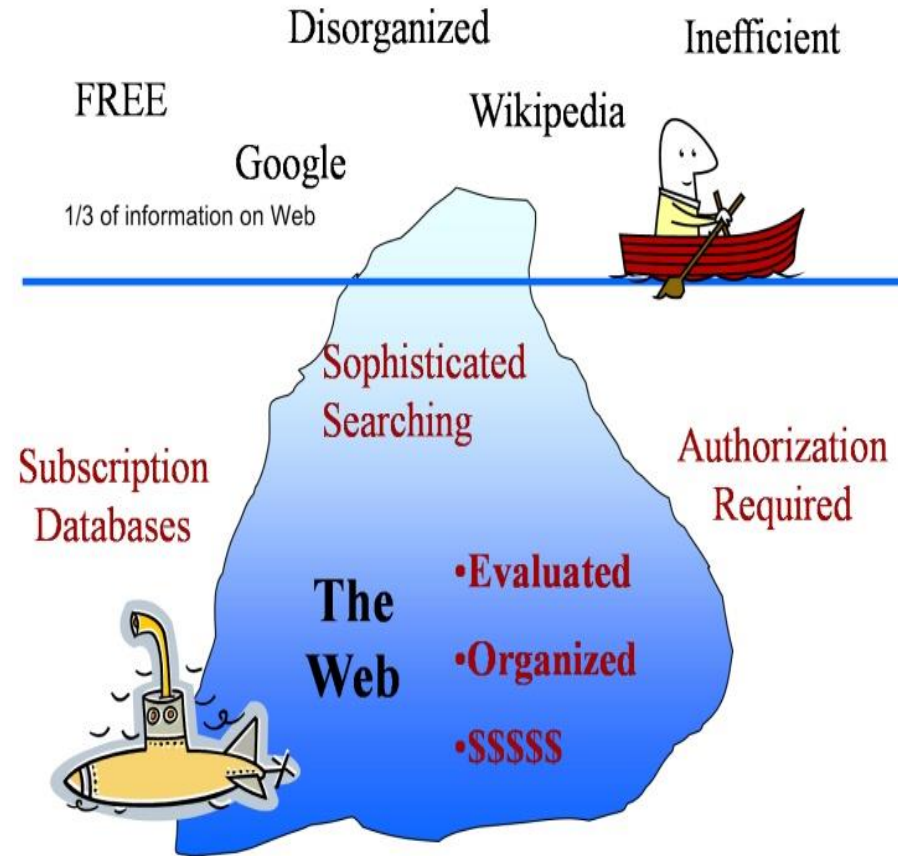 Disorganized
Inefficient
FREE
Wikipedia
Google
1/3 of information on Web
Sophisticated
Searching
Subscription
Databases
Authorization
Required
The
Web
•Evaluated
•Organized
•$$$$$